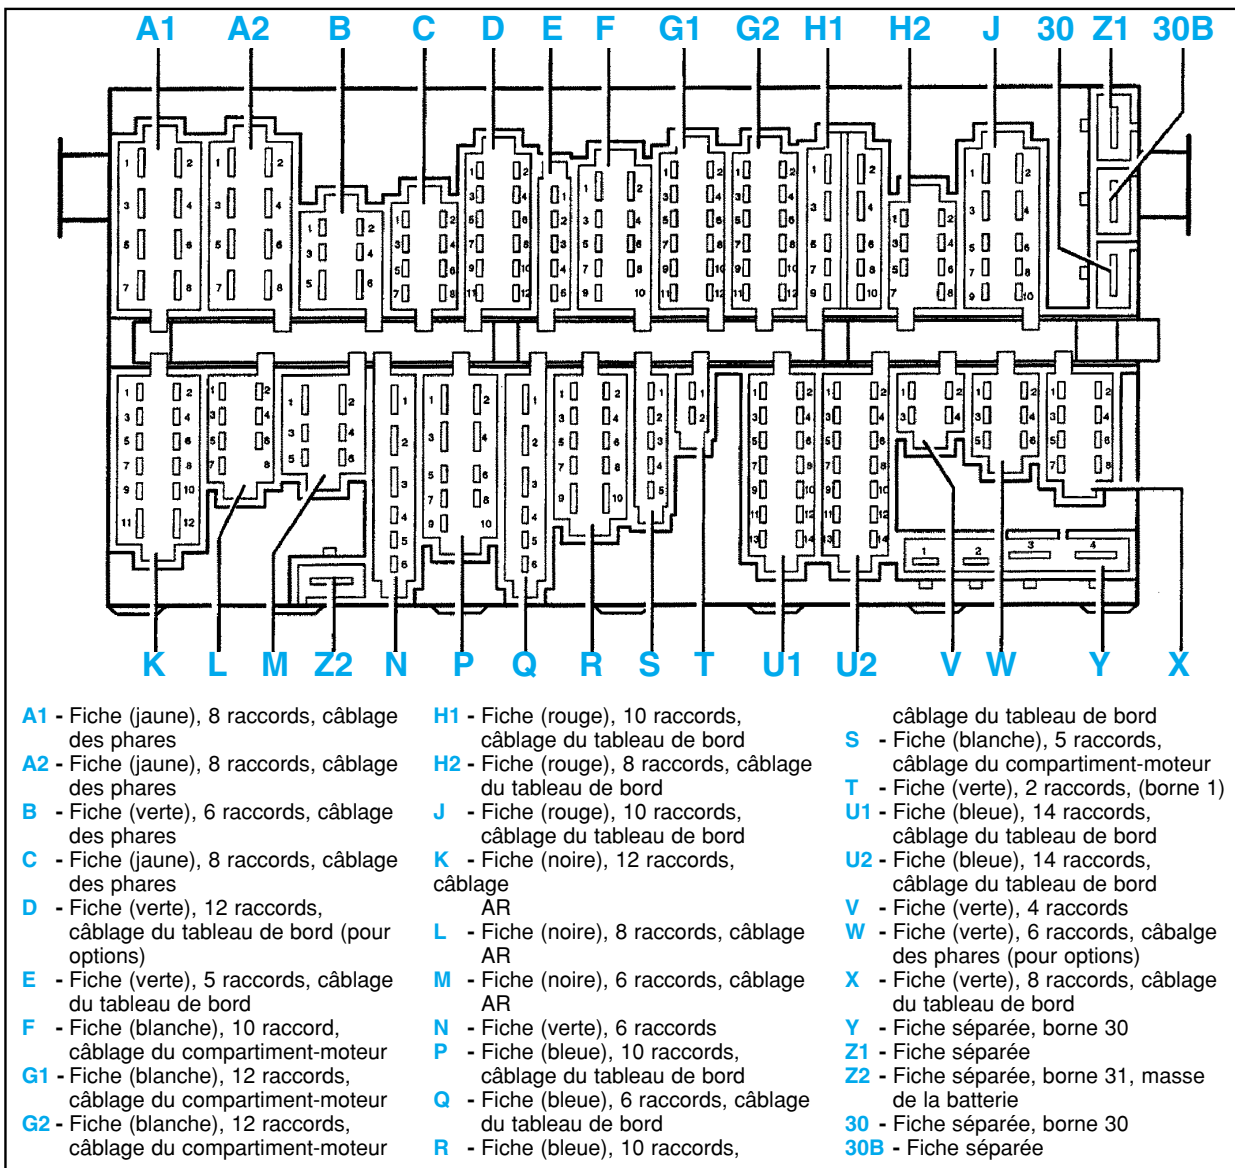 A1 A2 B C D E F G1 G2 H1 H2 J 30 Z1 30B
K L M Z2 N P Q R S T U1 U2 V W Y X
A1 - Fiche (jaune), 8 raccords, câblage
des phares
A2 - Fiche (jaune), 8 raccords, câblage
des phares
B - Fiche (verte), 6 raccords, câblage
des phares
C - Fiche (jaune), 8 raccords, câblage
des phares
D - Fiche (verte), 12 raccords,
câblage du tableau de bord (pour
options)
E - Fiche (verte), 5 raccords, câblage
du tableau de bord
F - Fiche (blanche), 10 raccord,
câblage du compartiment-moteur
G1 - Fiche (blanche), 12 raccords,
câblage du compartiment-moteur
G2 - Fiche (blanche), 12 raccords,
câblage du compartiment-moteur
H1 - Fiche (rouge), 10 raccords,
câblage du tableau de bord
H2 - Fiche (rouge), 8 raccords, câblage
du tableau de bord
J - Fiche (rouge), 10 raccords,
câblage du tableau de bord
K - Fiche (noire), 12 raccords,
câblage
AR
L - Fiche (noire), 8 raccords, câblage
AR
M - Fiche (noire), 6 raccords, câblage
AR
N - Fiche (verte), 6 raccords
P - Fiche (bleue), 10 raccords,
câblage du tableau de bord
Q - Fiche (bleue), 6 raccords, câblage
du tableau de bord
R - Fiche (bleue), 10 raccords,
câblage du tableau de bord
S - Fiche (blanche), 5 raccords,
câblage du compartiment-moteur
T - Fiche (verte), 2 raccords, (borne 1)
U1 - Fiche (bleue), 14 raccords,
câblage du tableau de bord
U2 - Fiche (bleue), 14 raccords,
câblage du tableau de bord
V - Fiche (verte), 4 raccords
W - Fiche (verte), 6 raccords, câbalge
des phares (pour options)
X - Fiche (verte), 8 raccords, câblage
du tableau de bord
Y - Fiche séparée, borne 30
Z1 - Fiche séparée
Z2 - Fiche séparée, borne 31, masse
de la batterie
30 - Fiche séparée, borne 30
30B - Fiche séparée